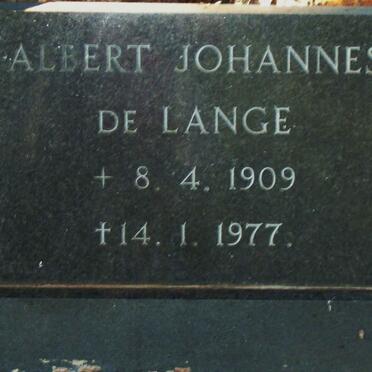 ALBERT JOHANNES
DE LANGE
+ 8. 4. 1909
†14. 1. 1977.